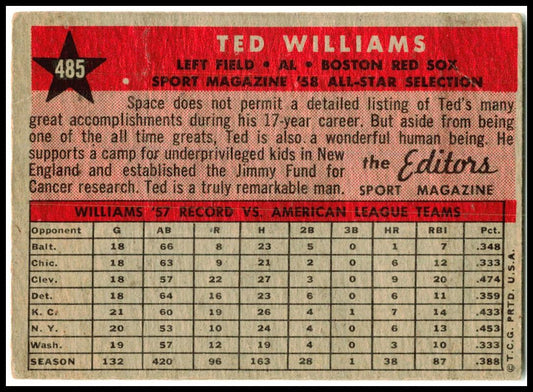 485
TED WILLIAMS
LEFT FIELD • AL • BOSTON RED SOX
SPORT MAGAZINE '58 ALL-STAR SELECTION
Space does not permit a detailed listing of Ted's many
great accomplishments during his 17-year career. But aside from being
one of the all time greats, Ted is also a wonderful human being. He
supports a camp for underprivileged kids in New
England and established the Jimmy Fund for
Cancer research. Ted is a truly remarkable man.
the Editors
SPORT MAGAZINE
WILLIAMS '57 RECORD VS. AMERICAN LEAGUE TEAMS
Opponent G AB R H 2B 3B HR RBI Pct.
Balt. 18 66 8 23 5 0 1 7 .348
Chic. 18 63 9 21 2 0 6 12 .333
Clev. 18 57 22 27 3 0 9 20 .474
Det. 18 64 16 23 6 0 5 11 .359
K. C. 21 60 10 26 4 1 7 14 .433
N. Y. 20 53 10 24 5 0 3 10 .453
Wash. 19 57 12 19 3 0 7 13 .333
SEASON 132 420 96 163 28 1 38 87 .388
© T.C.G. PRTD. U.S.A.